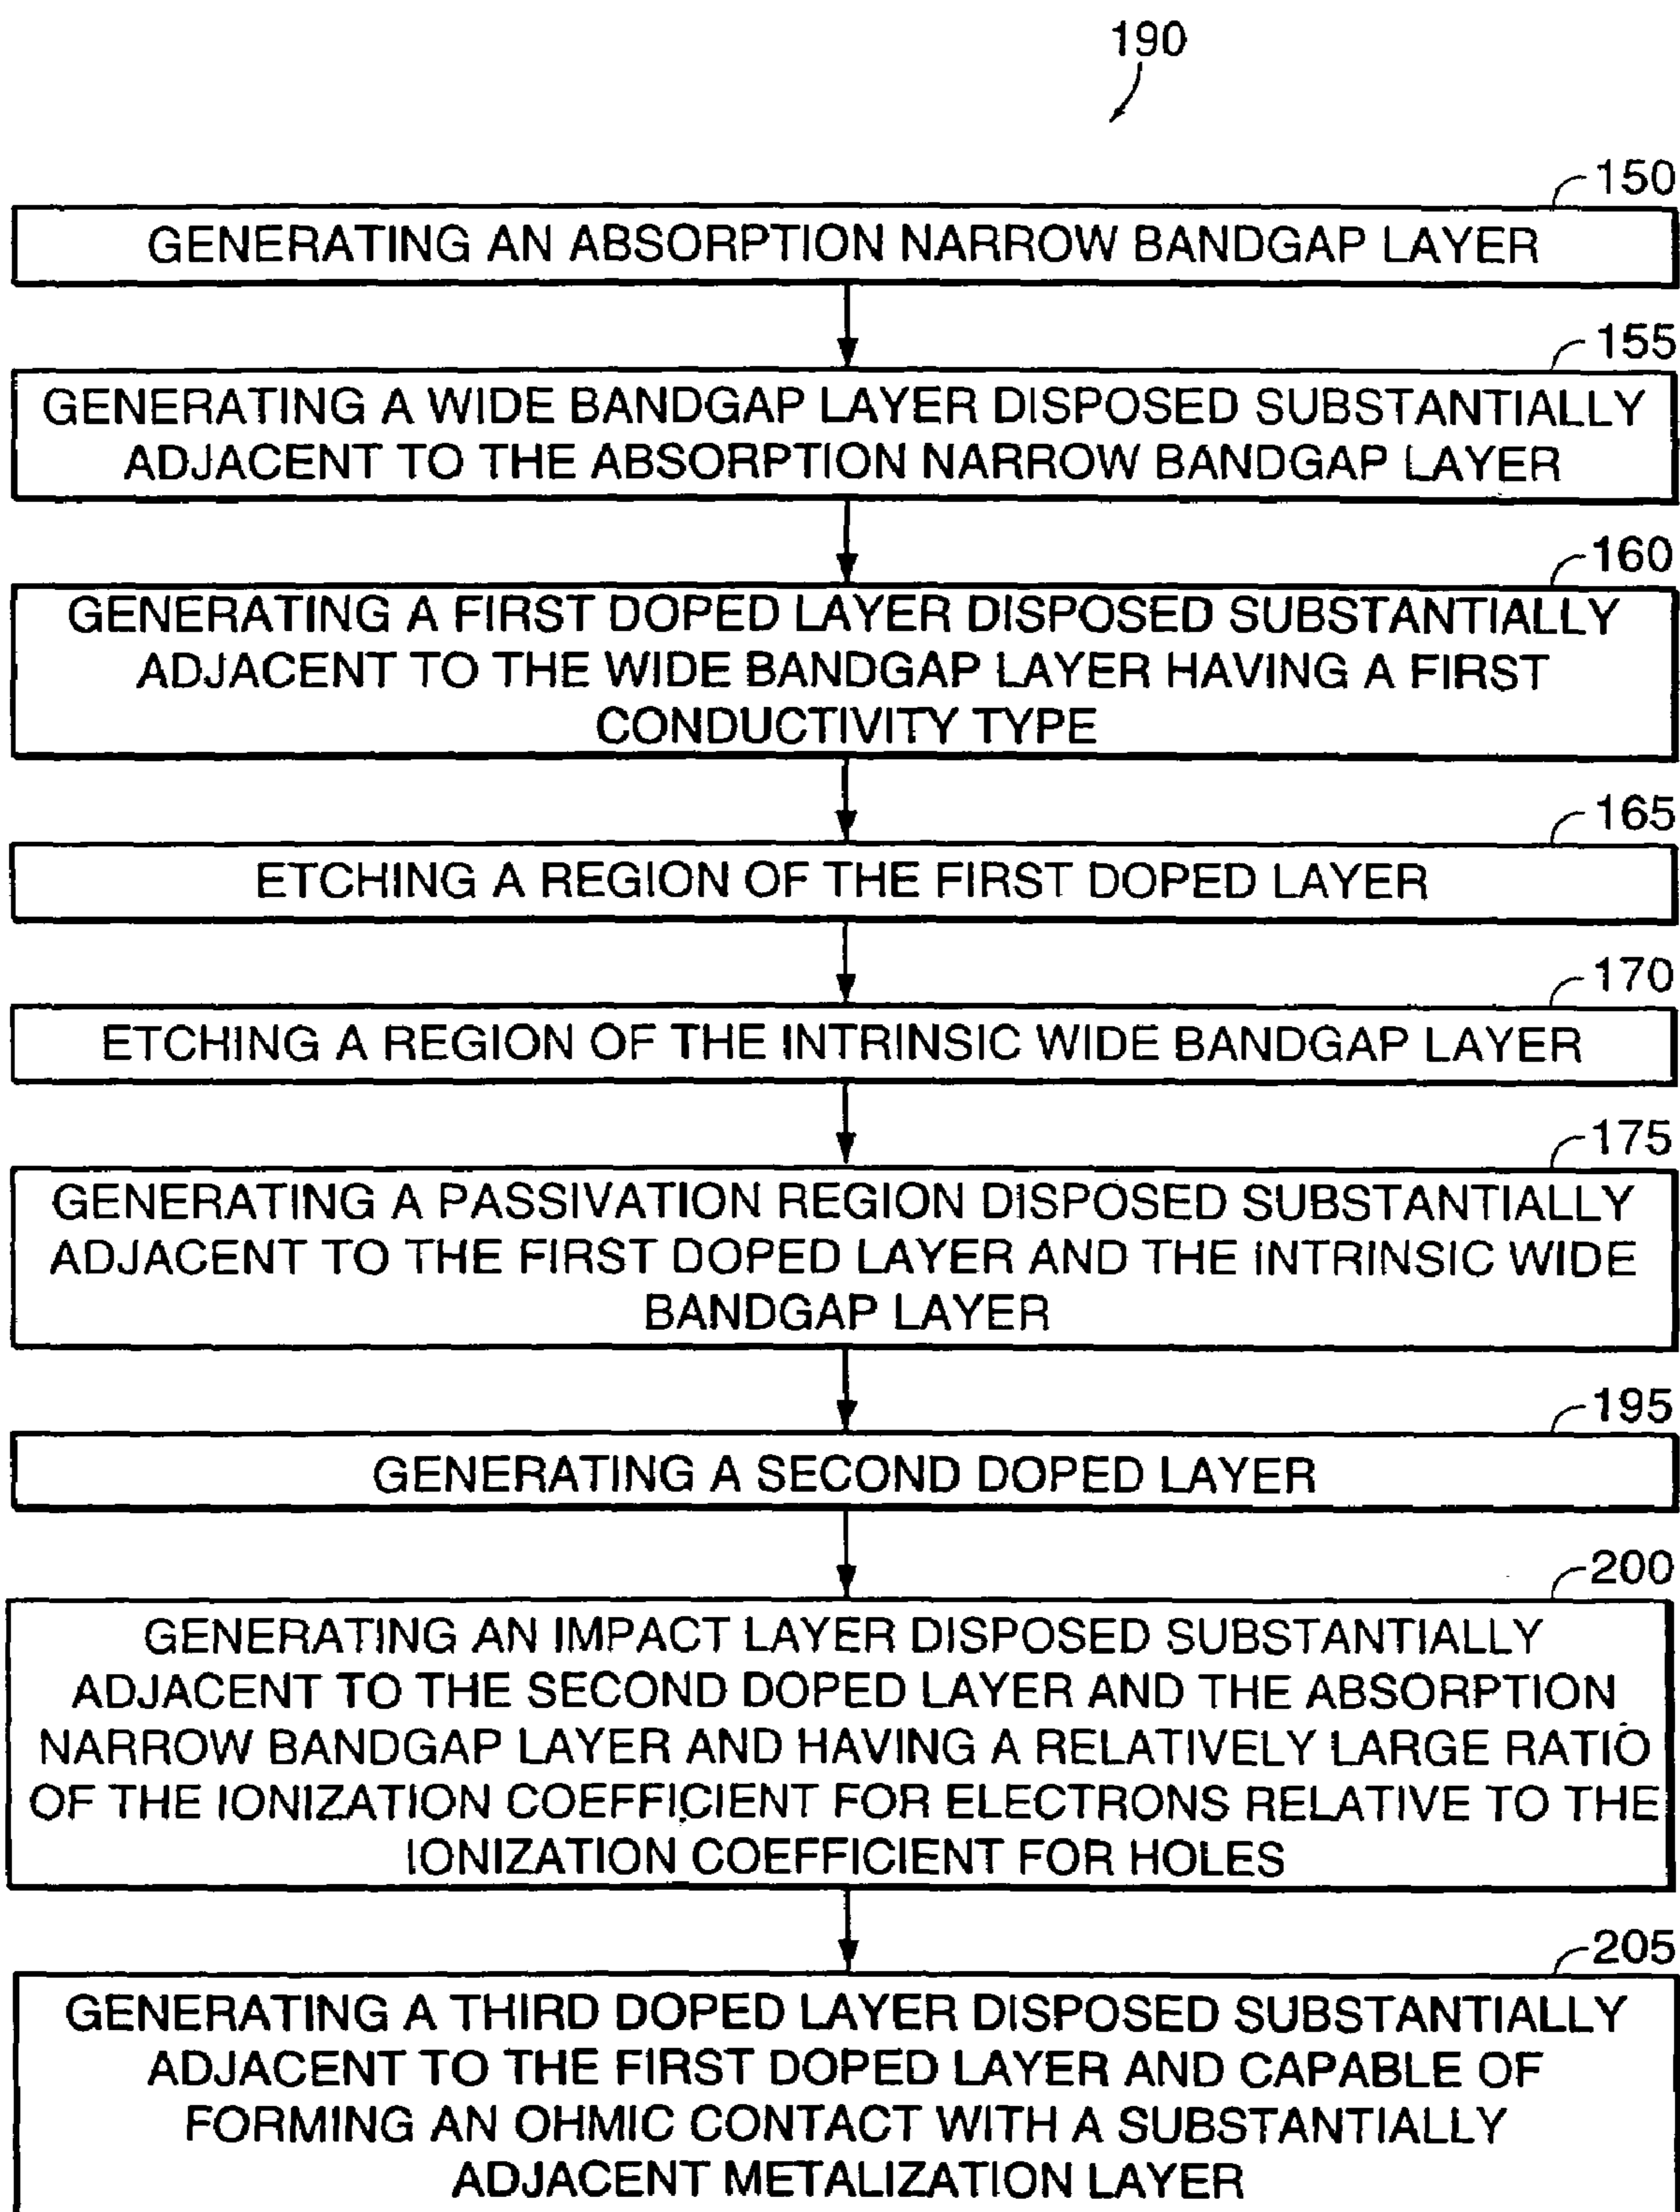 190
150
GENERATING AN ABSORPTION NARROW BANDGAP LAYER
155
GENERATING A WIDE BANDGAP LAYER DISPOSED SUBSTANTIALLY
ADJACENT TO THE ABSORPTION NARROW BANDGAP LAYER
160
GENERATING A FIRST DOPED LAYER DISPOSED SUBSTANTIALLY
ADJACENT TO THE WIDE BANDGAP LAYER HAVING A FIRST
CONDUCTIVITY TYPE
165
ETCHING A REGION OF THE FIRST DOPED LAYER
170
ETCHING A REGION OF THE INTRINSIC WIDE BANDGAP LAYER
175
GENERATING A PASSIVATION REGION DISPOSED SUBSTANTIALLY
ADJACENT TO THE FIRST DOPED LAYER AND THE INTRINSIC WIDE
BANDGAP LAYER
195
GENERATING A SECOND DOPED LAYER
200
GENERATING AN IMPACT LAYER DISPOSED SUBSTANTIALLY
ADJACENT TO THE SECOND DOPED LAYER AND THE ABSORPTION
NARROW BANDGAP LAYER AND HAVING A RELATIVELY LARGE RATIO
OF THE IONIZATION COEFFICIENT FOR ELECTRONS RELATIVE TO THE
IONIZATION COEFFICIENT FOR HOLES
205
GENERATING A THIRD DOPED LAYER DISPOSED SUBSTANTIALLY
ADJACENT TO THE FIRST DOPED LAYER AND CAPABLE OF
FORMING AN OHMIC CONTACT WITH A SUBSTANTIALLY
ADJACENT METALIZATION LAYER